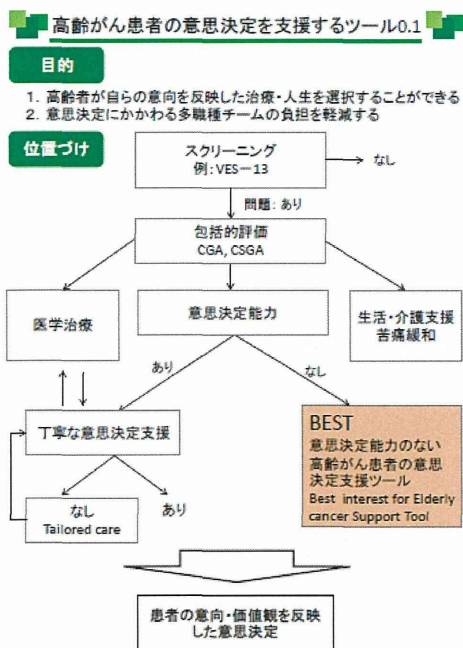 高齢がん患者の意思決定を支援するツール0.1
目的
1. 高齢者が自らの意向を反映した治療・人生を選択することができる
2. 意思決定にかかわる多職種チームの負担を軽減する
位置づけ
スクリーニング
例：VES－13
なし
問題：あり
包括的評価
CGA, CSGA
医学治療
意思決定能力
生活・介護支援
苦痛緩和
あり
なし
丁寧な意思決定支援
BEST
意思決定能力のない
高齢がん患者の意思
決定支援ツール
Best interest for Elderly
cancer Support Tool
なし
Tailored care
あり
患者の意向・価値観を反映
した意思決定